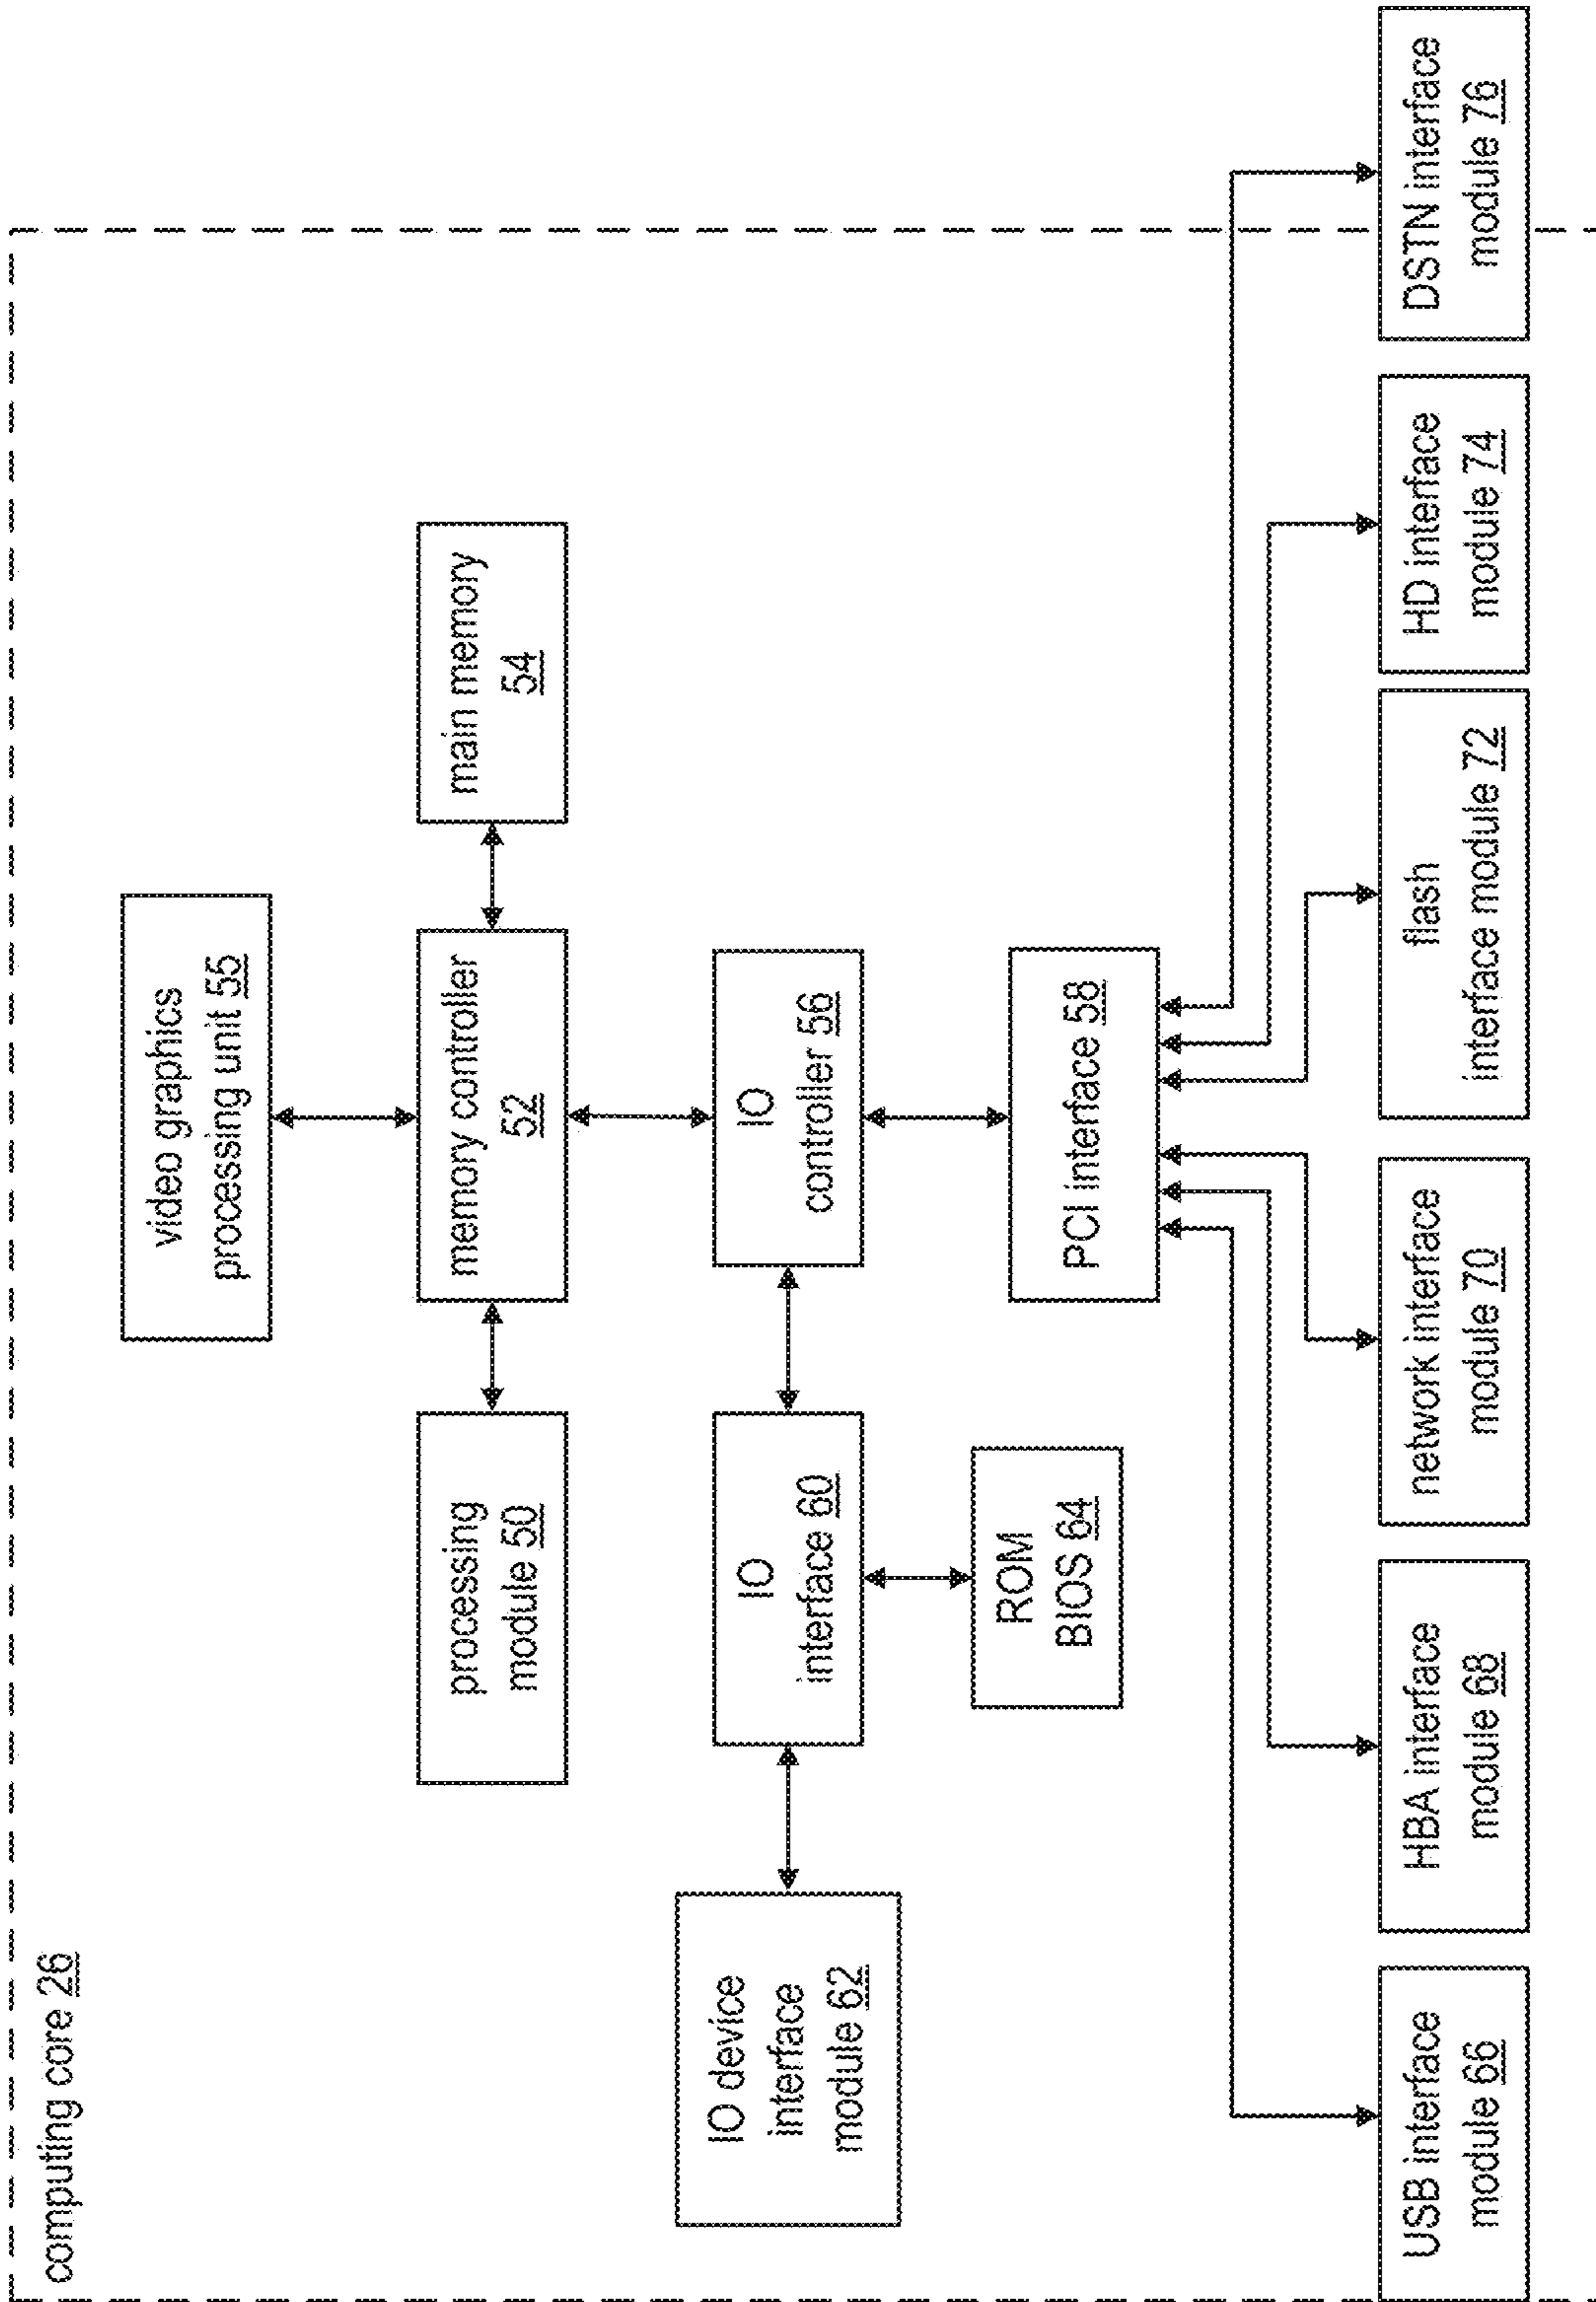 computing core 26
video graphics
processing unit 55
processing
module 50
memory controller
52
main memory
54
IO device
interface
module 62
IO
interface 60
IO
controller 56
ROM
BIOS 64
PCI interface 58
USB interface
module 66
HBA interface
module 68
network interface
module 70
flash
interface module 72
HD interface
module 74
DSTN interface
module 76